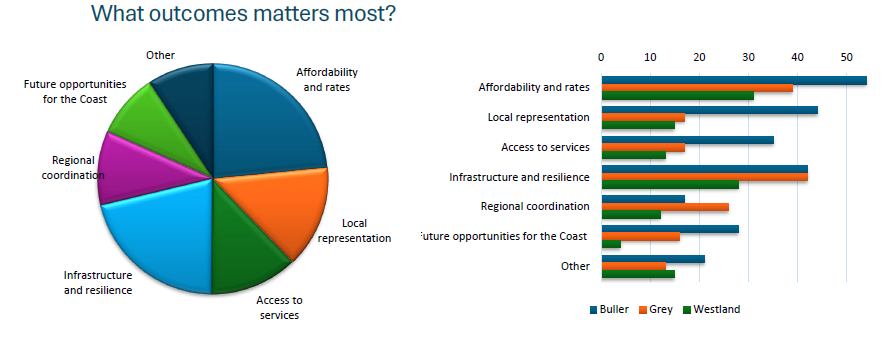 What outcomes matters most?
Other
Affordability
and rates
Future opportunities
for the Coast
Regional
coordination
Local
representation
Infrastructure
and resilience
Access to
services
0 10 20 30 40 50
Affordability and rates
Local representation
Access to services
Infrastructure and resilience
Regional coordination
uture opportunities for the Coast
Other
Buller Grey Westland